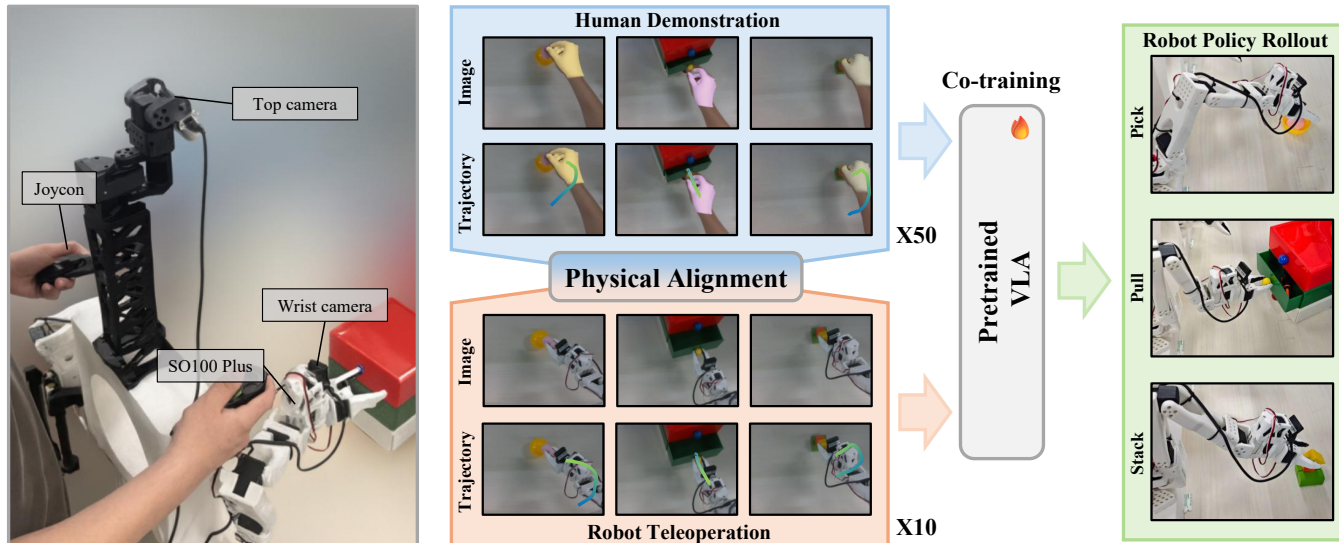 Top camera
Joycon
Wrist camera
SO100 Plus
Human Demonstration
Image
Trajectory
X50
Physical Alignment
Image
Trajectory
Robot Teleoperation
X10
Co-training
Pretrained
VLA
Robot Policy Rollout
Pick
Pull
Stack